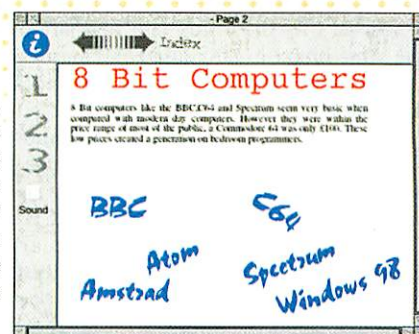 - Page 2
i
Index
8 Bit Computers
8 Bit computers like the BBC,C64 and Spectrum seem very basic when
compared with modern day computers. However they were within the
price range of most of the public, a Commodore 64 was only £100. These
low prices created a generation on bedroom programmers.
1
2
3
Sound
BBC
C64
Atom
Spectrum
Amstrad
Windows 98